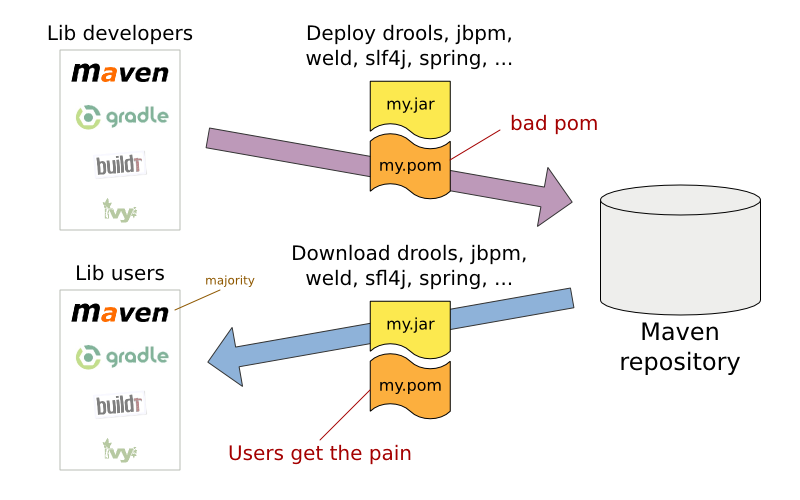 Lib developers
maven
gradle
buildr
ivy
Deploy drools, jbpm,
weld, slf4j, spring, ...
my.jar
my.pom
bad pom
Lib users
majority
maven
gradle
buildr
ivy
Download drools, jbpm,
weld, sfl4j, spring, ...
my.jar
my.pom
Users get the pain
Maven
repository